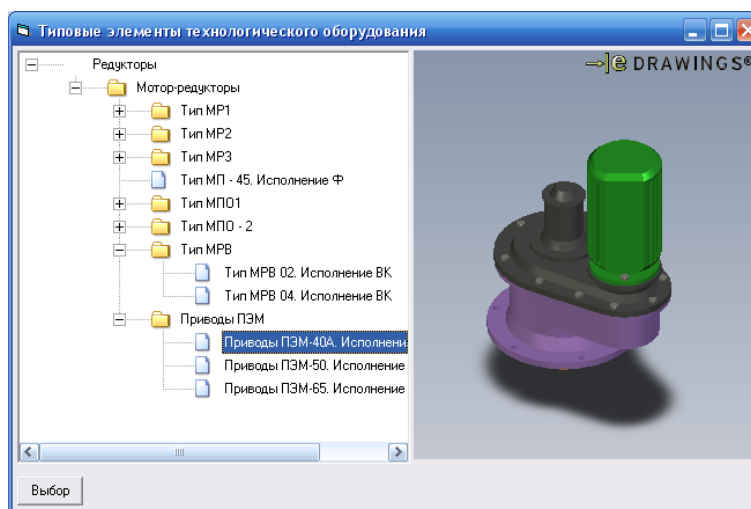 Типовые элементы технологического оборудования
Редукторы
eDRAWINGS®
Мотор-редукторы
Тип МР1
Тип МР2
Тип МР3
Тип МП - 45. Исполнение Ф
Тип МПО1
Тип МПО - 2
Тип МРВ
Тип МРВ 02. Исполнение ВК
Тип МРВ 04. Исполнение ВК
Приводы ПЭМ
Приводы ПЭМ-40А. Исполнени
Приводы ПЭМ-50. Исполнение
Приводы ПЭМ-65. Исполнение
Выбор